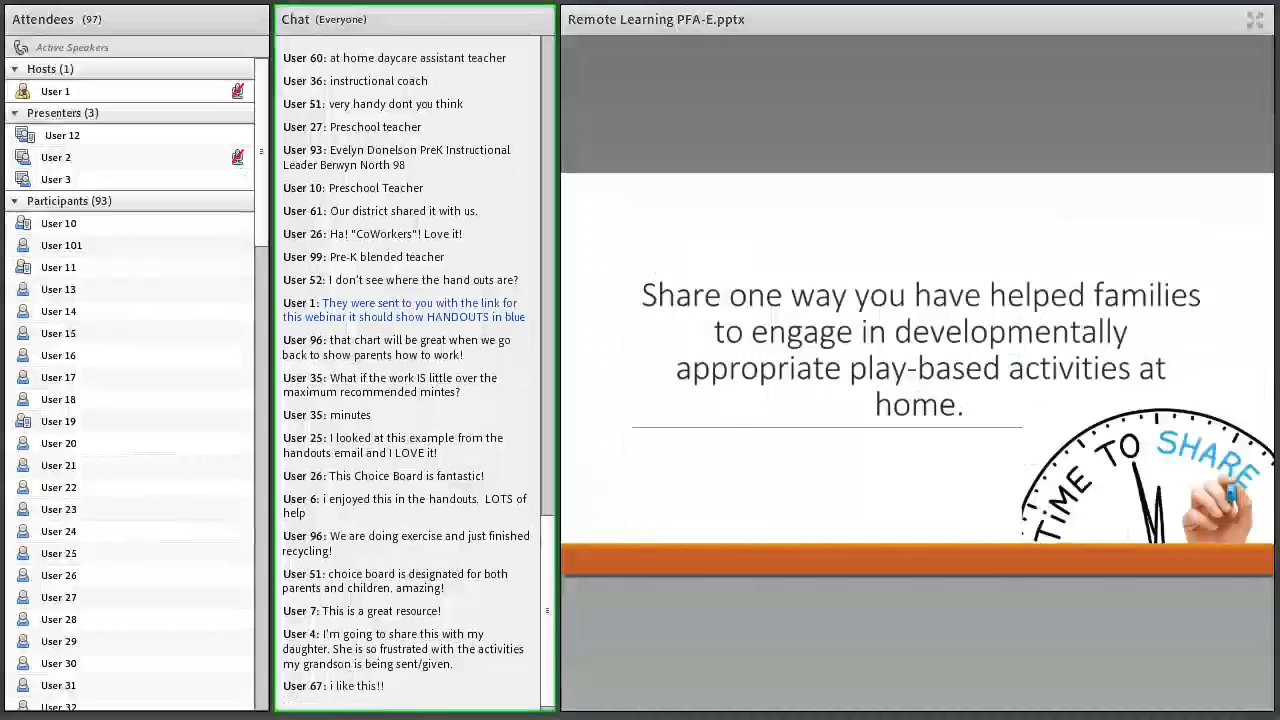 Attendees (97)
Active Speakers
Hosts (1)
User 1
Presenters (3)
User 12
User 2
User 3
Participants (93)
User 10
User 101
User 11
User 13
User 14
User 15
User 16
User 17
User 18
User 19
User 20
User 21
User 22
User 23
User 24
User 25
User 26
User 27
User 28
User 29
User 30
User 31
User 32
Chat (Everyone)
User 60: at home daycare assistant teacher
User 36: instructional coach
User 51: very handy dont you think
User 27: Preschool teacher
User 93: Evelyn Donelson PreK Instructional
Leader Berwyn North 98
User 10: Preschool Teacher
User 61: Our district shared it with us.
User 26: Ha! "CoWorkers"! Love it!
User 99: Pre-K blended teacher
User 52: I don't see where the hand outs are?
User 1: They were sent to you with the link for
this webinar it should show HANDOUTS in blue
User 96: that chart will be great when we go
back to show parents how to work!
User 35: What if the work IS little over the
maximum recommended mintes?
User 35: minutes
User 25: I looked at this example from the
handouts email and I LOVE it!
User 26: This Choice Board is fantastic!
User 6: i enjoyed this in the handouts. LOTS of
help
User 96: We are doing exercise and just finished
recycling!
User 51: choice board is designated for both
parents and children. amazing!
User 7: This is a great resource!
User 4: I'm going to share this with my
daughter. She is so frustrated with the activities
my grandson is being sent/given.
User 67: i like this!!
Remote Learning PFA-E.pptx
Share one way you have helped families
to engage in developmentally
appropriate play-based activities at
home.
TiME TO SHARE